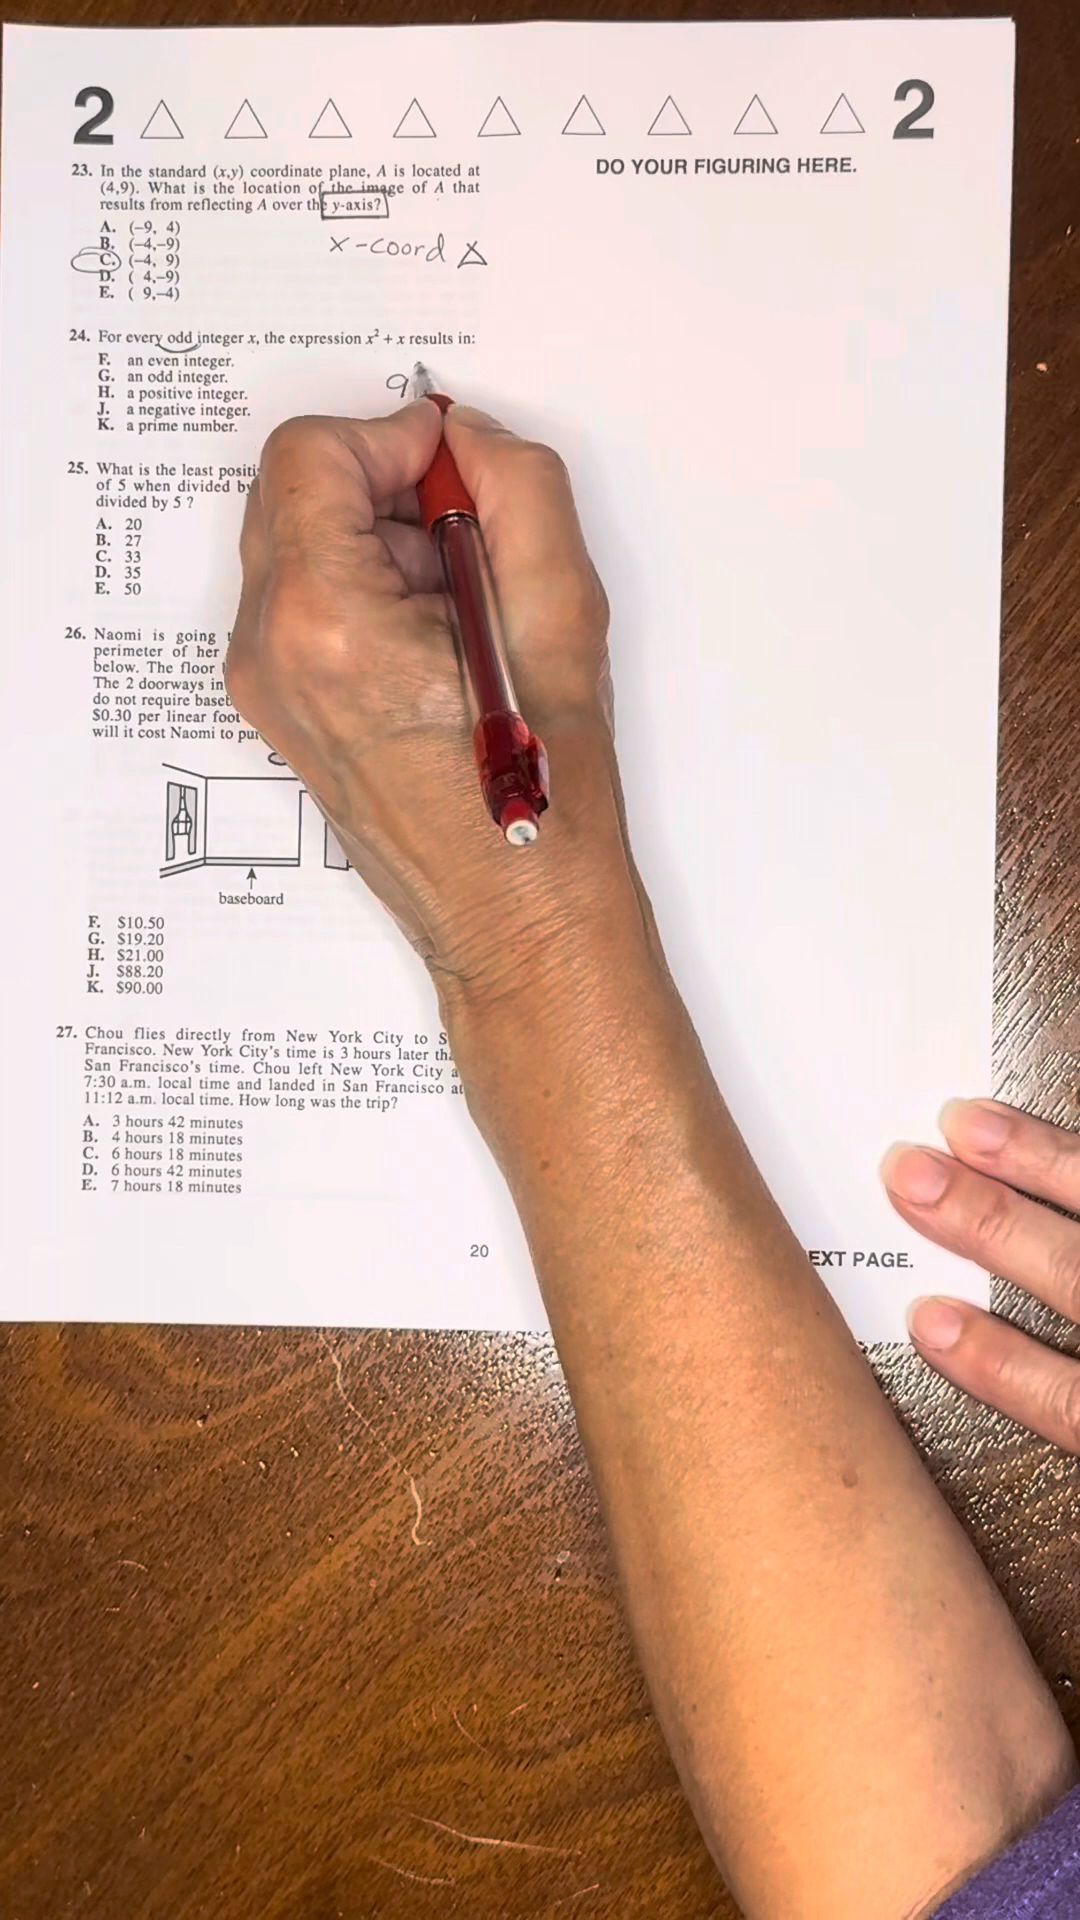 2 2
DO YOUR FIGURING HERE.
23. In the standard (x,y) coordinate plane, A is located at
(4,9). What is the location of the image of A that
results from reflecting A over the y-axis?
A. (–9, 4)
B. (–4,–9)
C. (–4, 9)
D. ( 4,–9)
E. ( 9,–4)
x-coord Δ
24. For every odd integer x, the expression x² + x results in:
F. an even integer.
G. an odd integer.
H. a positive integer.
J. a negative integer.
K. a prime number.
9
25. What is the least
of 5 when divided
divided by 5 ?
A. 20
B. 27
C. 33
D. 35
E. 50
26. Naomi is going
perimeter of her
below. The floor
The 2 doorways in
do not require
$0.30 per linear foot
will it cost Naomi to
baseboard
F. $10.50
G. $19.20
H. $21.00
J. $88.20
K. $90.00
27. Chou flies directly from New York City to
Francisco. New York City's time is 3 hours later
San Francisco's time. Chou left New York City
7:30 a.m. local time and landed in San Francisco at
11:12 a.m. local time. How long was the trip?
A. 3 hours 42 minutes
B. 4 hours 18 minutes
C. 6 hours 18 minutes
D. 6 hours 42 minutes
E. 7 hours 18 minutes
20
PAGE.